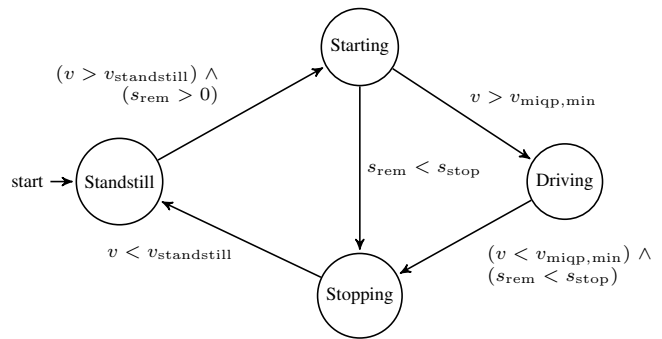 Starting
(v > v_standstill) ∧
(s_rem > 0)
v > v_miqp,min
start
Standstill
s_rem < s_stop
Driving
v < v_standstill
(v < v_miqp,min) ∧
(s_rem < s_stop)
Stopping